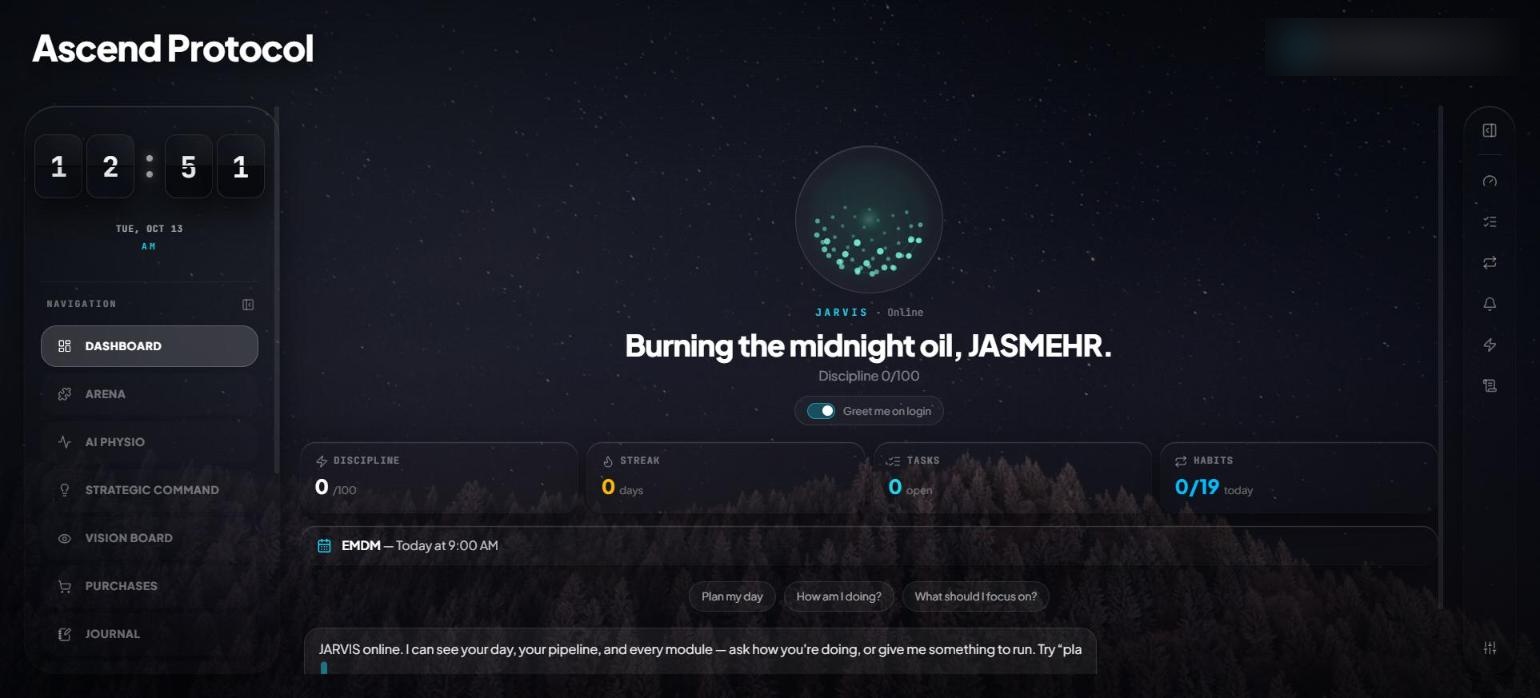 Ascend Protocol
12:51
TUE, OCT 13
AM
NAVIGATION
DASHBOARD
ARENA
AI PHYSIO
STRATEGIC COMMAND
VISION BOARD
PURCHASES
JOURNAL
JARVIS · Online
Burning the midnight oil, JASMEHR.
Discipline 0/100
Greet me on login
DISCIPLINE
0 /100
STREAK
0 days
TASKS
0 open
HABITS
0/19 today
EMDM — Today at 9:00 AM
Plan my day
How am I doing?
What should I focus on?
JARVIS online. I can see your day, your pipeline, and every module — ask how you're doing, or give me something to run. Try “pla